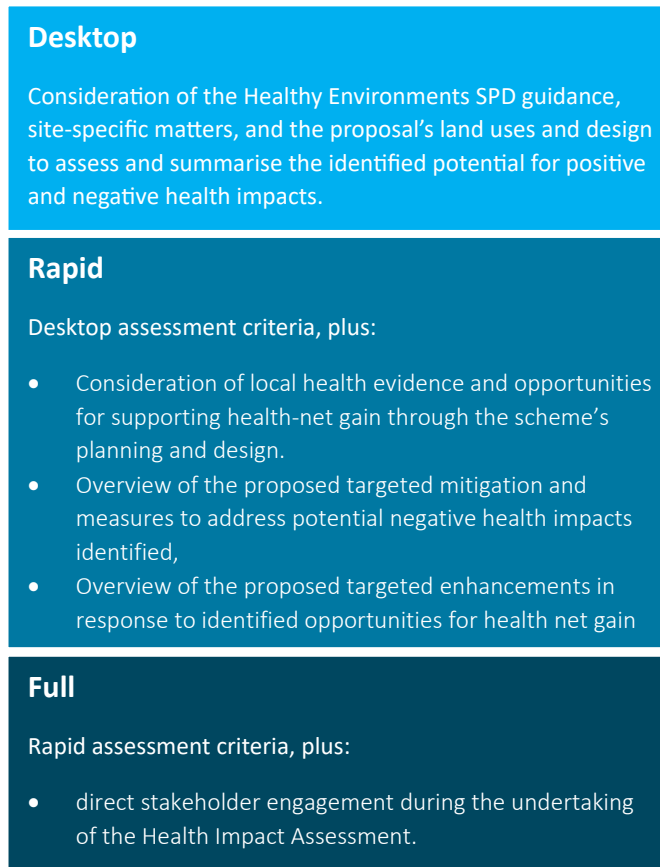 Desktop
Consideration of the Healthy Environments SPD guidance,
site-specific matters, and the proposal's land uses and design
to assess and summarise the identified potential for positive
and negative health impacts.
Rapid
Desktop assessment criteria, plus:
• Consideration of local health evidence and opportunities
for supporting health-net gain through the scheme's
planning and design.
• Overview of the proposed targeted mitigation and
measures to address potential negative health impacts
identified,
• Overview of the proposed targeted enhancements in
response to identified opportunities for health net gain
Full
Rapid assessment criteria, plus:
• direct stakeholder engagement during the undertaking
of the Health Impact Assessment.